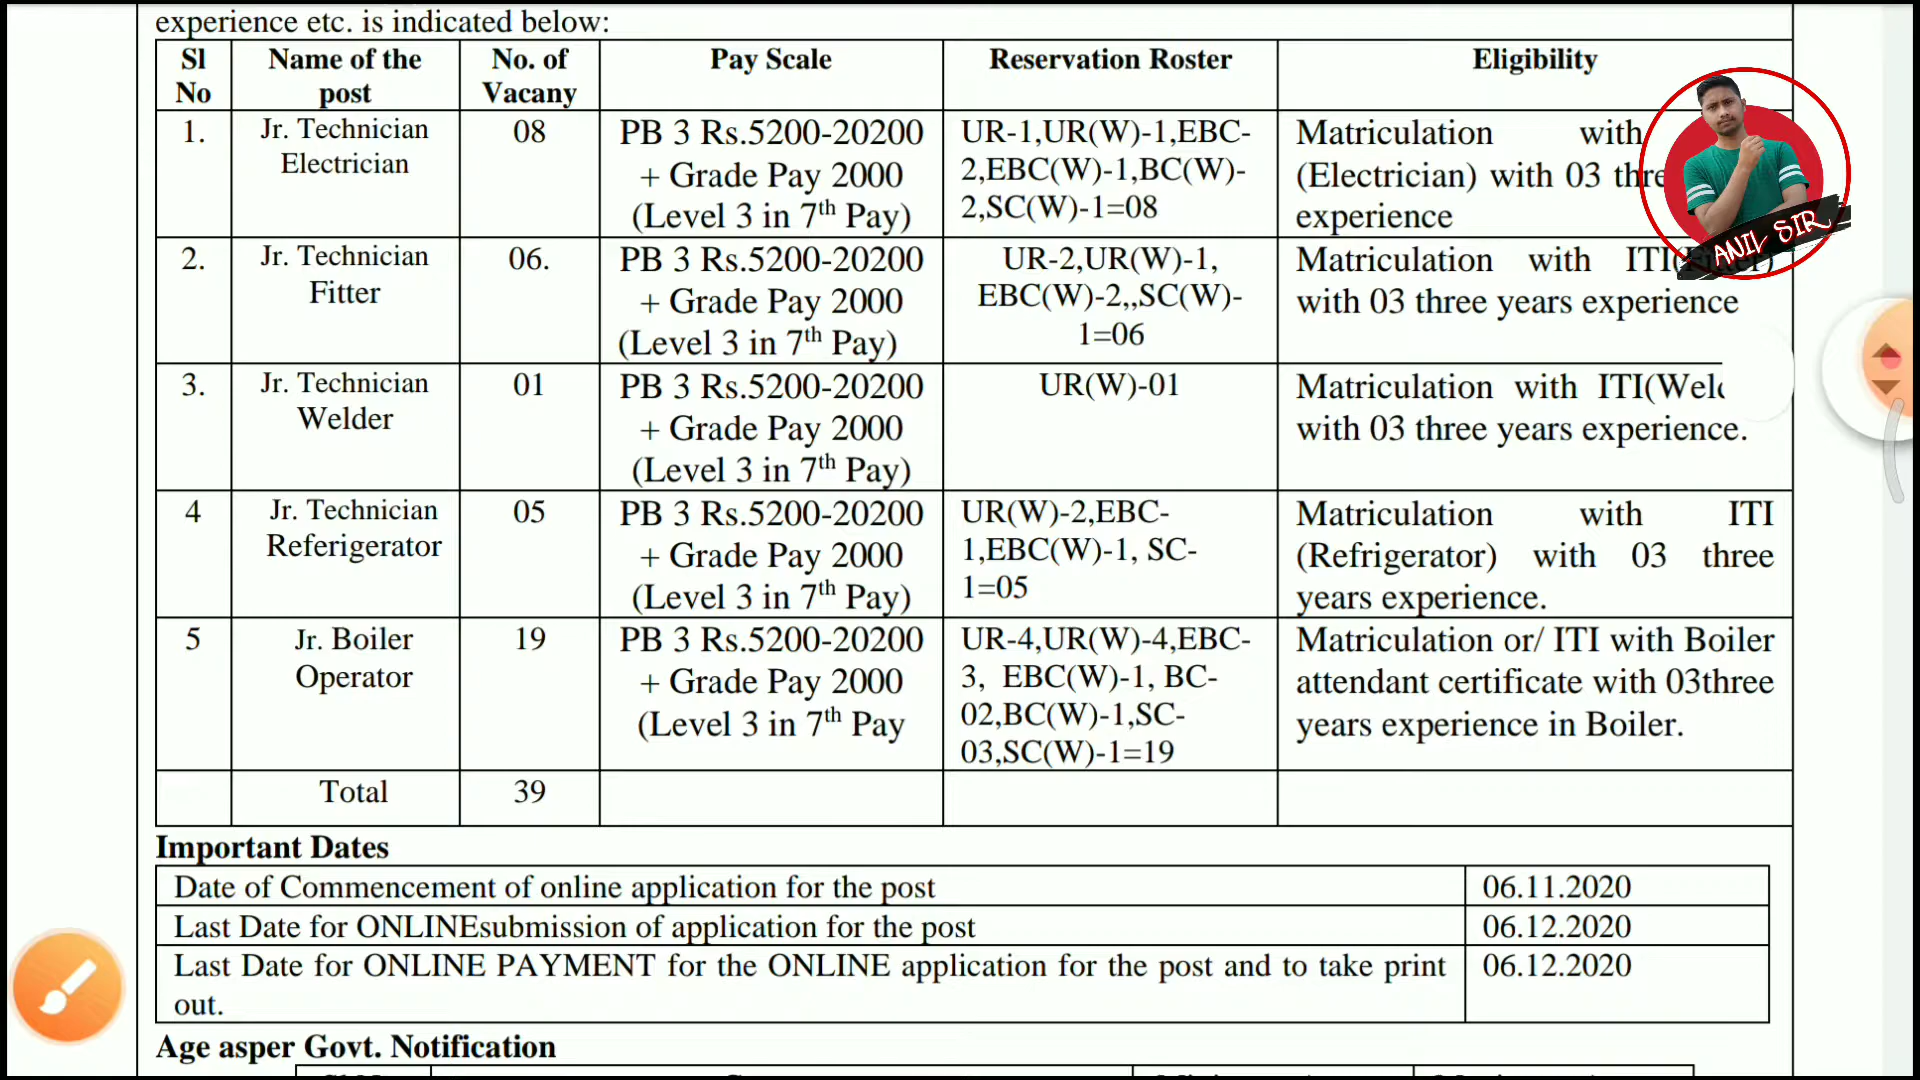 experience etc. is indicated below:
Sl No Name of the post No. of Vacany Pay Scale Reservation Roster Eligibility
1. Jr. Technician Electrician 08 PB 3 Rs.5200-20200 + Grade Pay 2000 (Level 3 in 7th Pay) UR-1,UR(W)-1,EBC-2,EBC(W)-1,BC(W)-2,SC(W)-1=08 Matriculation with (Electrician) with 03 experience
2. Jr. Technician Fitter 06. PB 3 Rs.5200-20200 + Grade Pay 2000 (Level 3 in 7th Pay) UR-2,UR(W)-1, EBC(W)-2,,SC(W)-1=06 Matriculation with with 03 three years experience
3. Jr. Technician Welder 01 PB 3 Rs.5200-20200 + Grade Pay 2000 (Level 3 in 7th Pay) UR(W)-01 Matriculation with with 03 three years experience.
4 Jr. Technician Referigerator 05 PB 3 Rs.5200-20200 + Grade Pay 2000 (Level 3 in 7th Pay) UR(W)-2,EBC-1,EBC(W)-1, SC-1=05 Matriculation with ITI (Refrigerator) with 03 three years experience.
5 Jr. Boiler Operator 19 PB 3 Rs.5200-20200 + Grade Pay 2000 (Level 3 in 7th Pay UR-4,UR(W)-4,EBC-3, EBC(W)-1, BC-02,BC(W)-1,SC-03,SC(W)-1=19 Matriculation or/ ITI with Boiler attendant certificate with 03three years experience in Boiler.
Total 39
ANIL SIR
Important Dates
Date of Commencement of online application for the post 06.11.2020
Last Date for ONLINEsubmission of application for the post 06.12.2020
Last Date for ONLINE PAYMENT for the ONLINE application for the post and to take print out. 06.12.2020
Age asper Govt. Notification